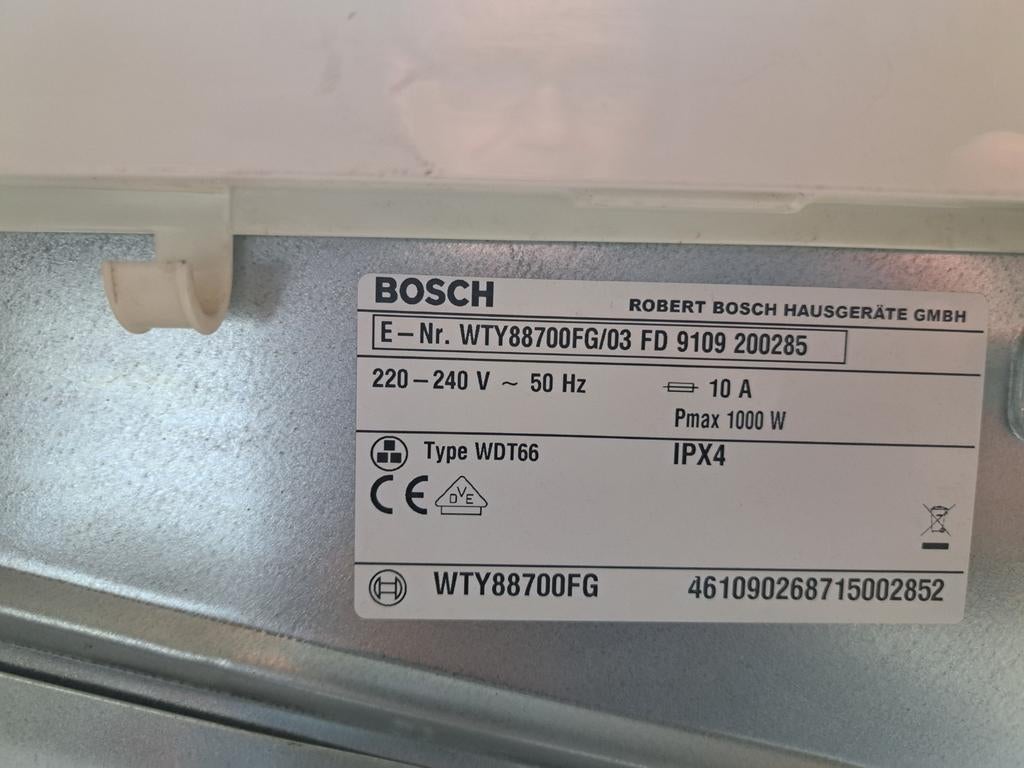 BOSCH
ROBERT BOSCH HAUSGERÄTE GMBH
E-Nr. WTY88700FG/03 FD 9109 200285
220-240 V ~ 50 Hz 10 A
Pmax 1000 W
Type WDT66 IPX4
CE DVE
WTY88700FG 461090268715002852